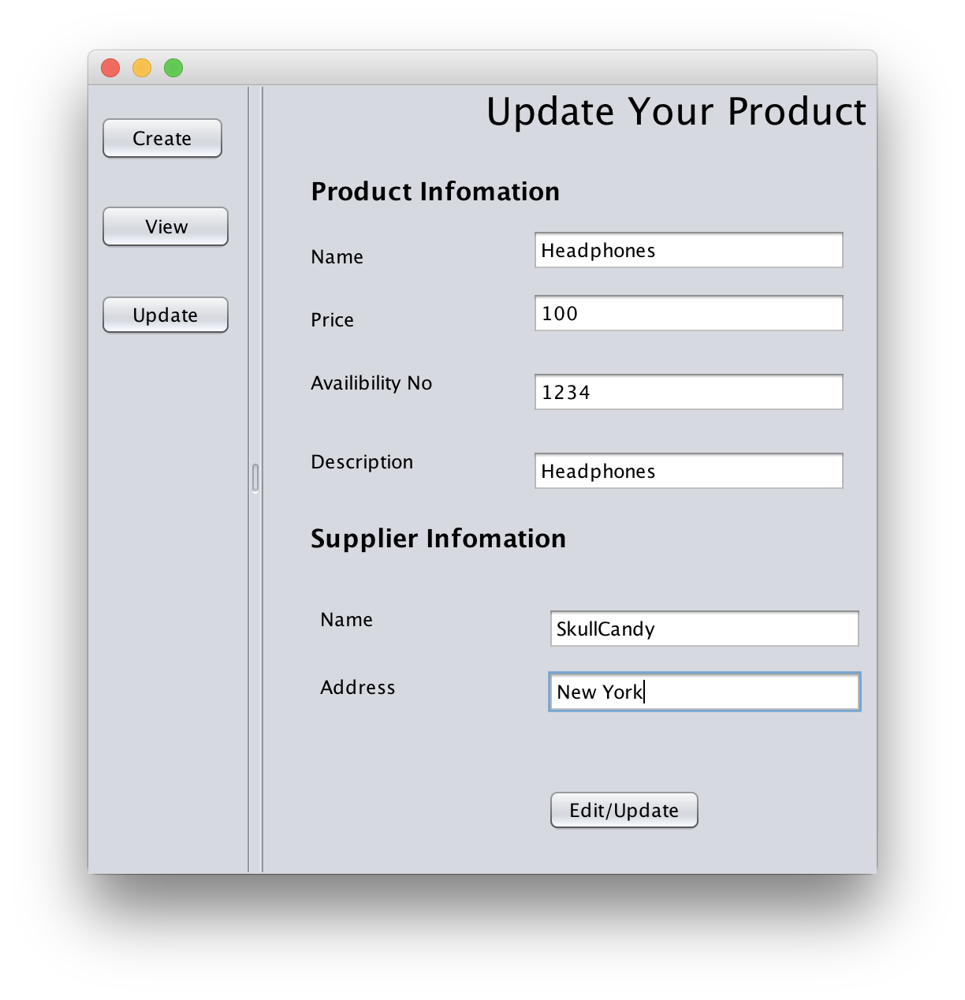 Update Your Product
Create
View
Update
Product Infomation
Name Headphones
Price 100
Availibility No 1234
Description Headphones
Supplier Infomation
Name SkullCandy
Address New York
Edit/Update